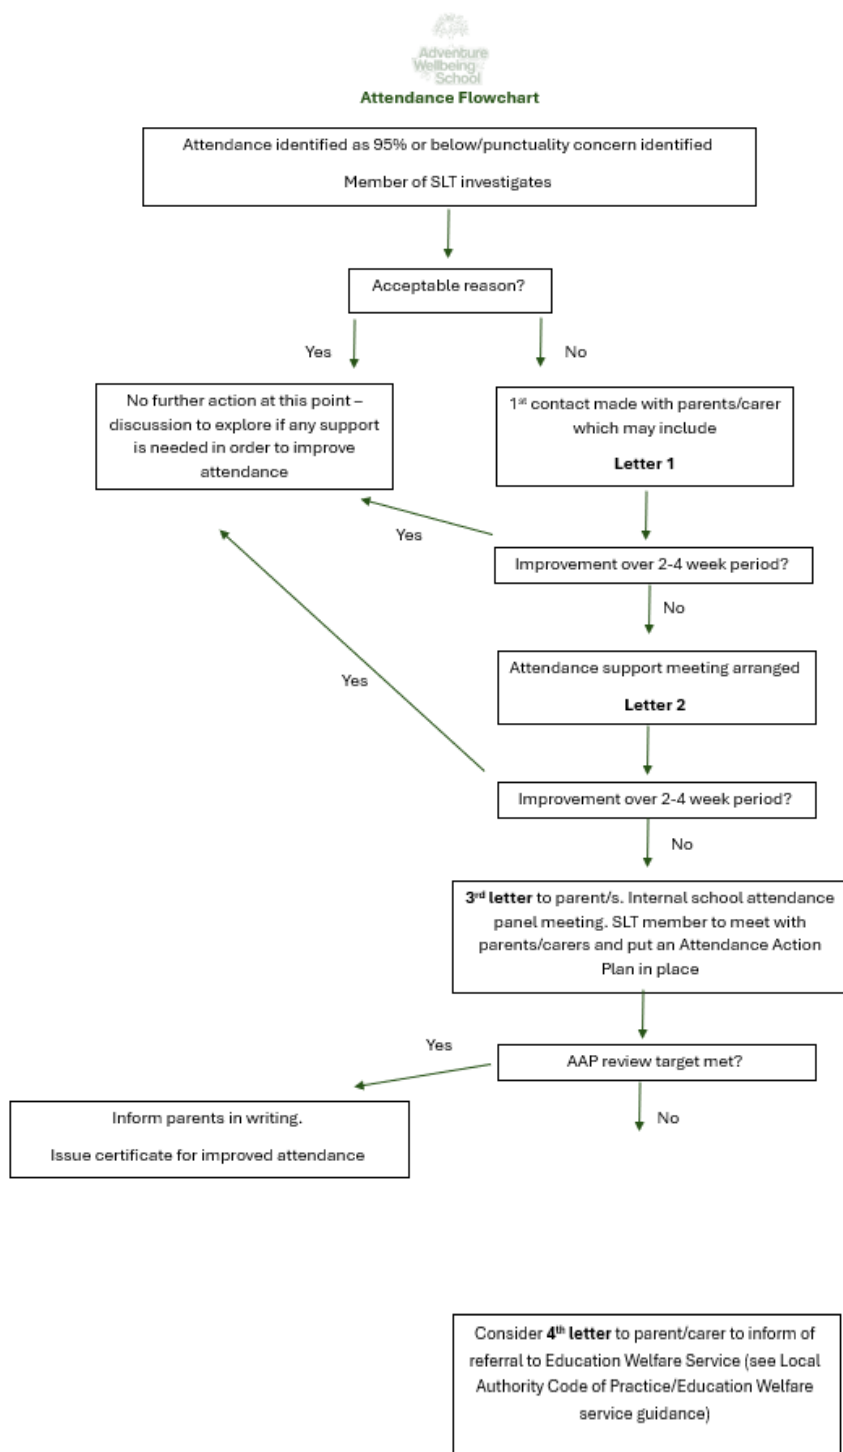 Adventure
Wellbeing
School
Attendance Flowchart
Attendance identified as 95% or below/punctuality concern identified
Member of SLT investigates
Acceptable reason?
Yes
No
No further action at this point –
discussion to explore if any support
is needed in order to improve
attendance
1st contact made with parents/carer
which may include
Letter 1
Yes
Improvement over 2-4 week period?
No
Attendance support meeting arranged
Letter 2
Yes
Improvement over 2-4 week period?
No
3rd letter to parent/s. Internal school attendance
panel meeting. SLT member to meet with
parents/carers and put an Attendance Action
Plan in place
Yes
AAP review target met?
No
Inform parents in writing.
Issue certificate for improved attendance
Consider 4th letter to parent/carer to inform of
referral to Education Welfare Service (see Local
Authority Code of Practice/Education Welfare
service guidance)